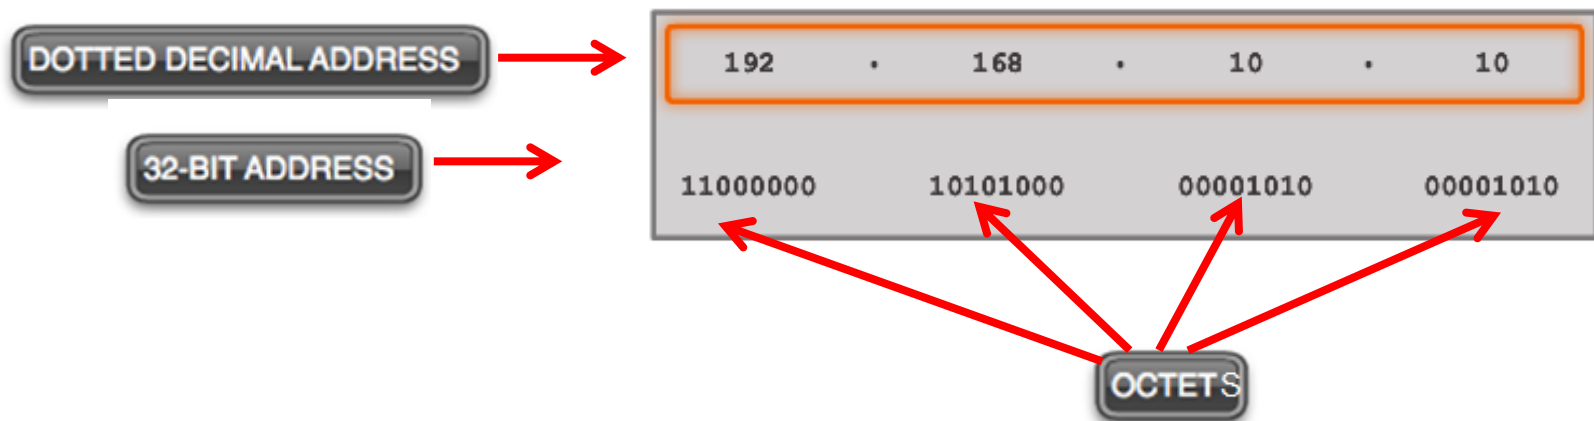 DOTTED DECIMAL ADDRESS
192 . 168 . 10 . 10
32-BIT ADDRESS
11000000 10101000 00001010 00001010
OCTETS